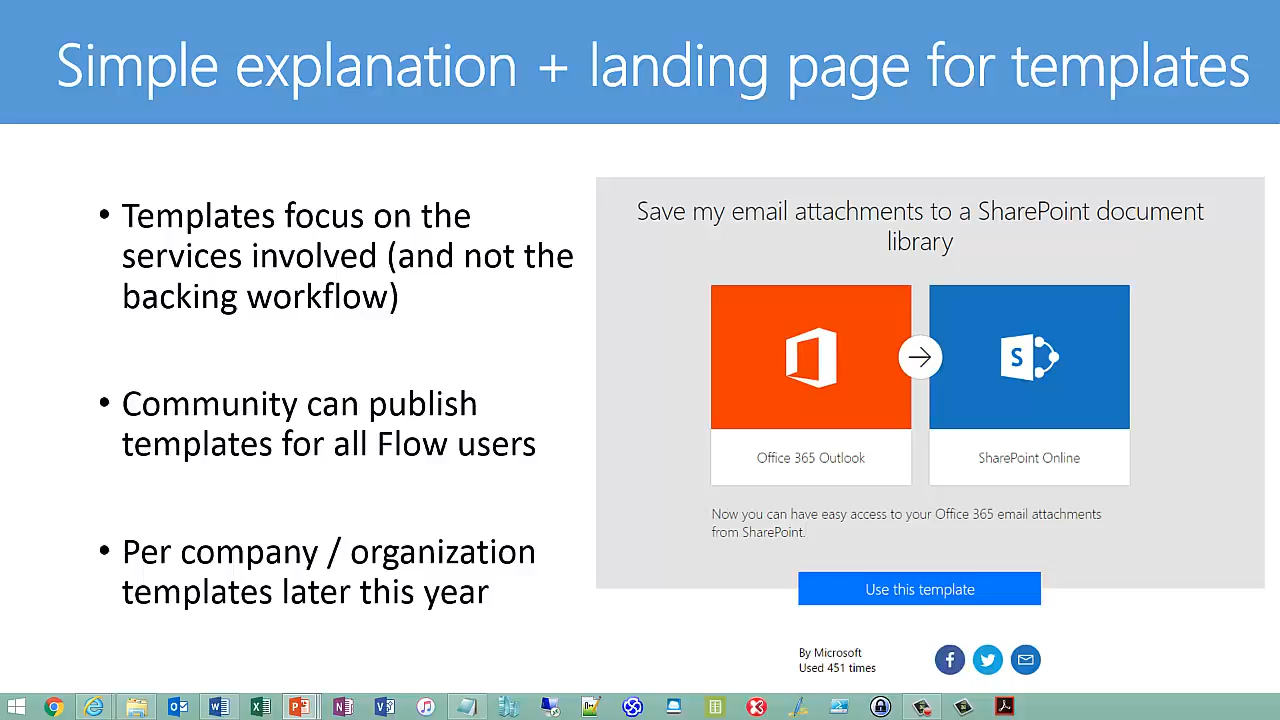 Simple explanation + landing page for templates
• Templates focus on the
services involved (and not the
backing workflow)
• Community can publish
templates for all Flow users
• Per company / organization
templates later this year
Save my email attachments to a SharePoint document
library
S
Office 365 Outlook
SharePoint Online
Now you can have easy access to your Office 365 email attachments
from SharePoint.
Use this template
By Microsoft
Used 451 times